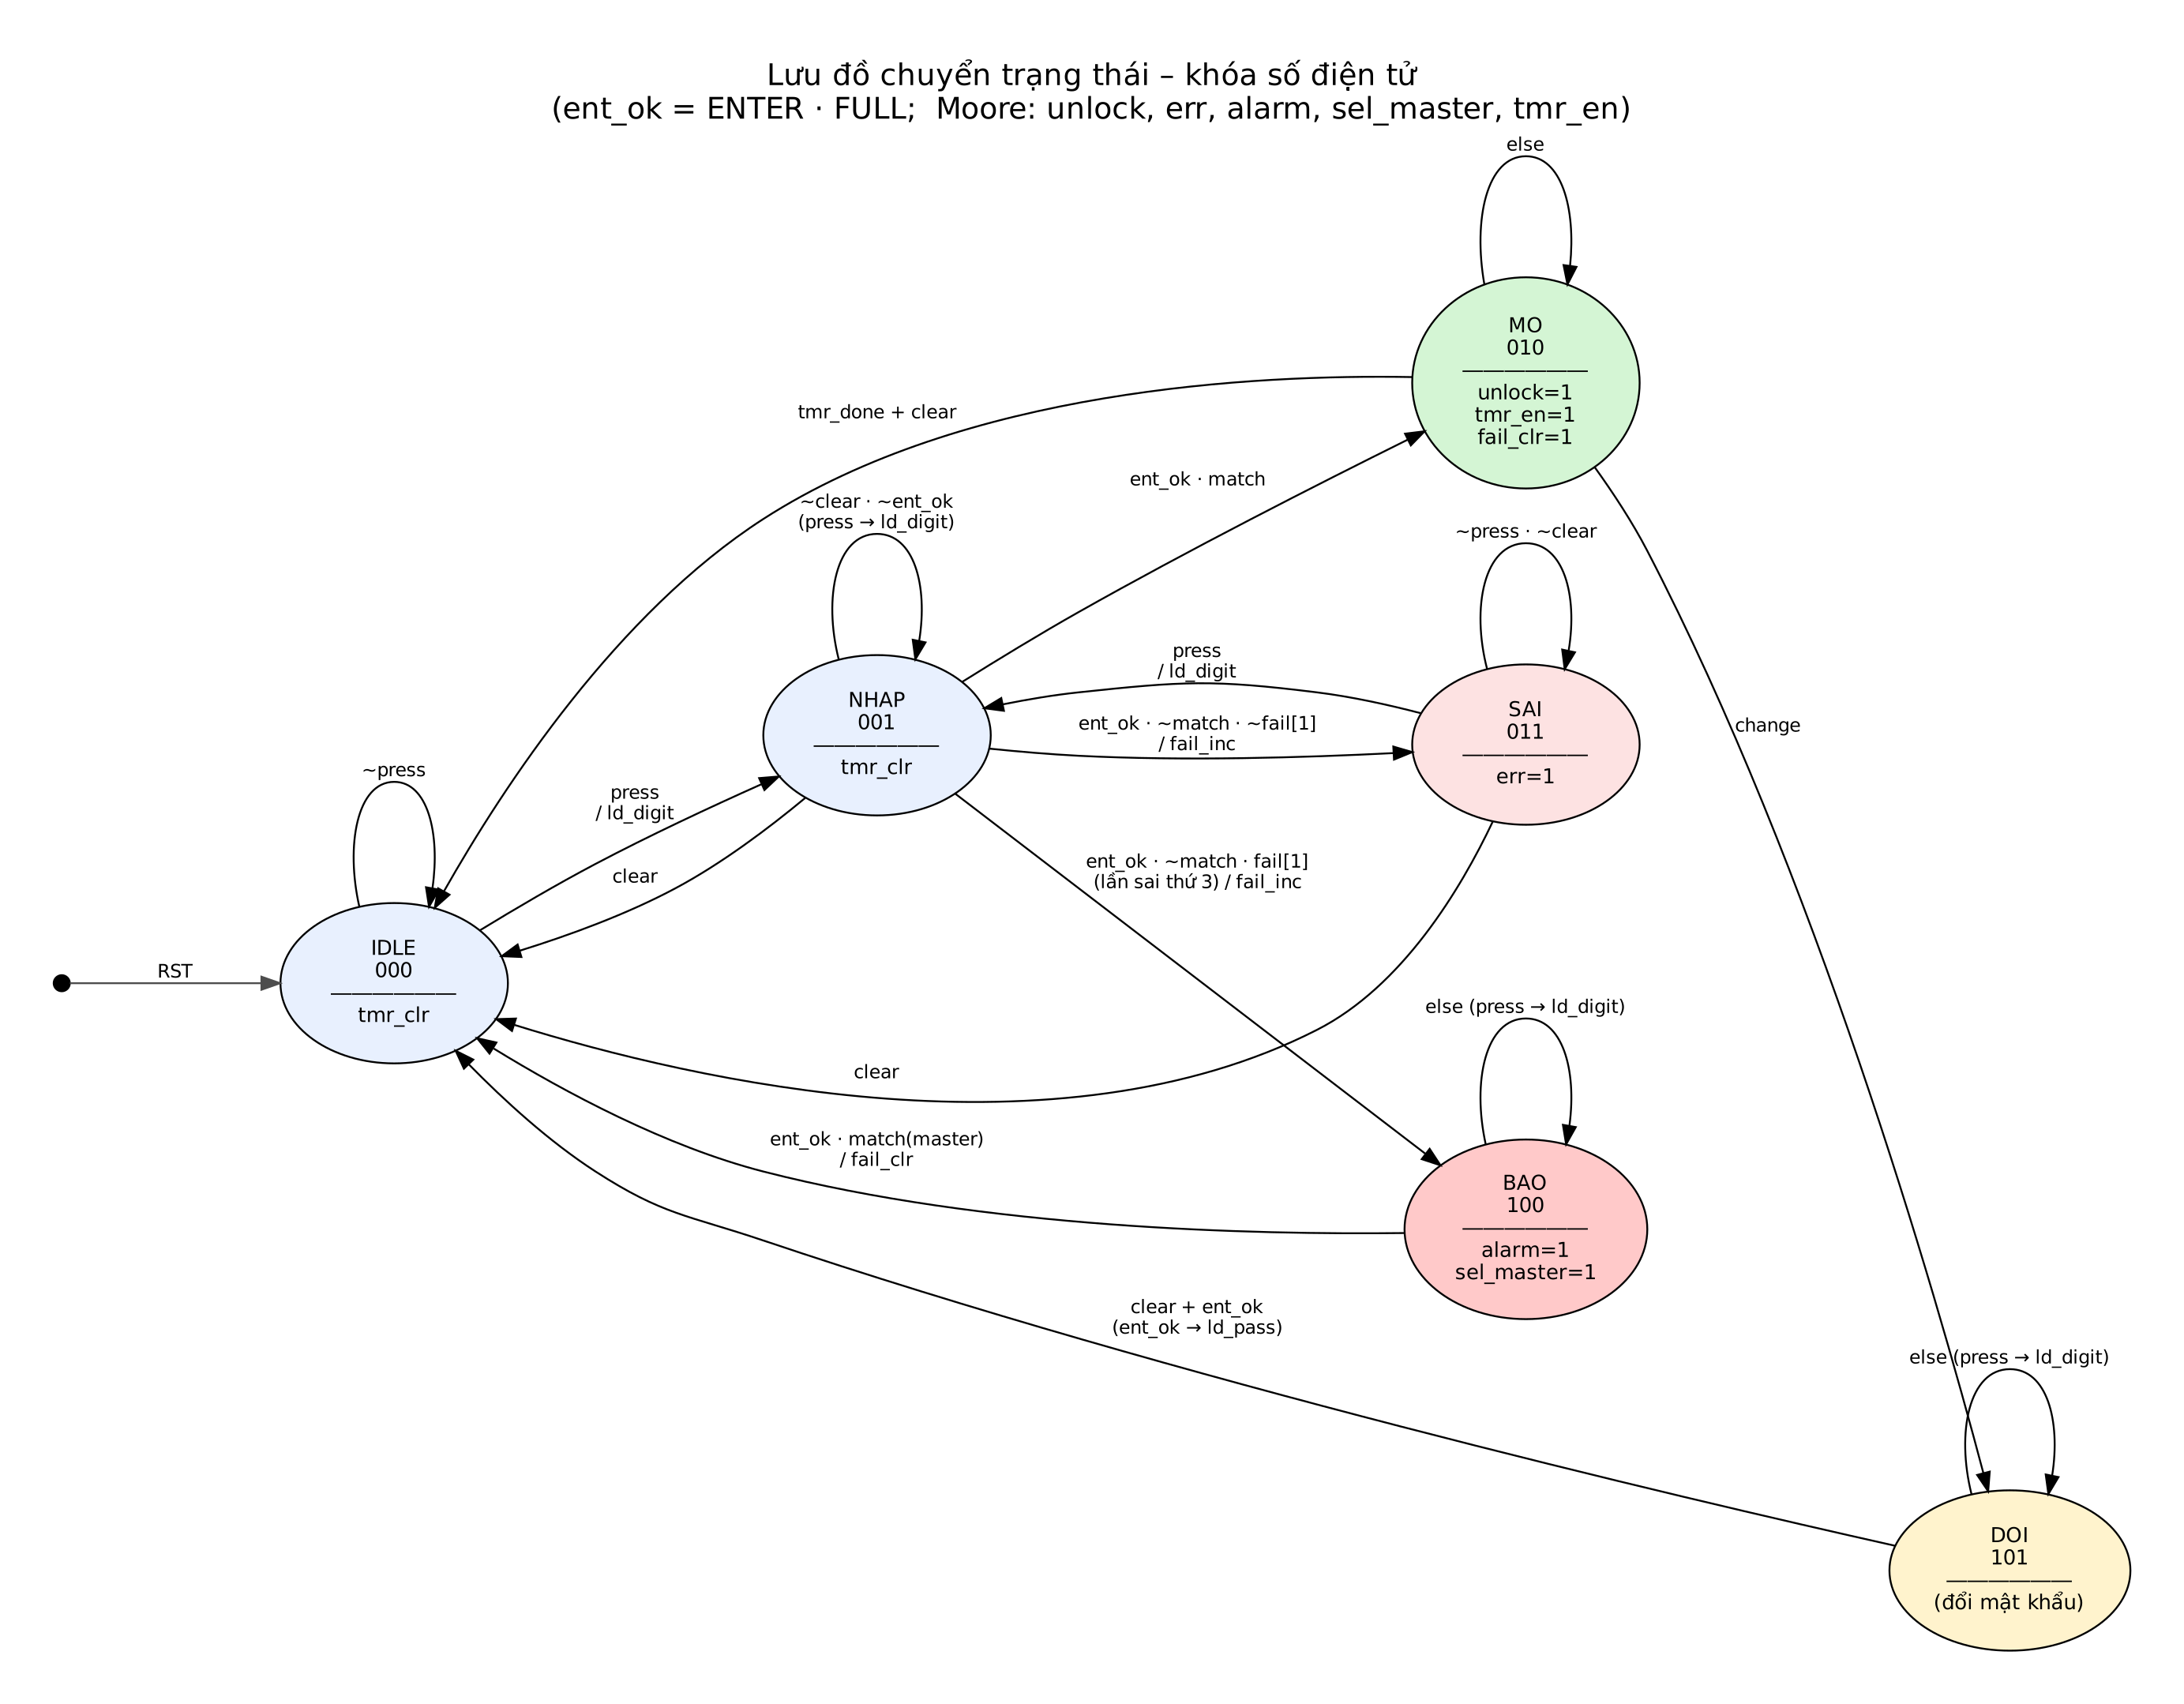 Lưu đồ chuyển trạng thái – khóa số điện tử
(ent_ok = ENTER · FULL;  Moore: unlock, err, alarm, sel_master, tmr_en)
else
MO
010
——————
unlock=1
tmr_en=1
fail_clr=1
tmr_done + clear
ent_ok · match
~clear · ~ent_ok
(press → ld_digit)
~press · ~clear
press
/ ld_digit
NHAP
001
——————
tmr_clr
ent_ok · ~match · ~fail[1]
/ fail_inc
SAI
011
——————
err=1
change
~press
press
/ ld_digit
clear
ent_ok · ~match · fail[1]
(lần sai thứ 3) / fail_inc
RST
IDLE
000
——————
tmr_clr
else (press → ld_digit)
clear
ent_ok · match(master)
/ fail_clr
BAO
100
——————
alarm=1
sel_master=1
clear + ent_ok
(ent_ok → ld_pass)
else (press → ld_digit)
DOI
101
——————
(đổi mật khẩu)